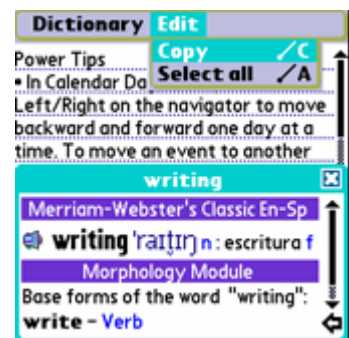 Dictionary Edit
Copy /C
Select all /A
Power Tips
• In Calendar Da
Left/Right on the navigator to move
backward and forward one day at a
time. To move an event to another
writing
Merriam-Webster's Classic En-Sp
writing 'raɪt̬ɪŋ n : escritura f
Morphology Module
Base forms of the word "writing":
write – Verb